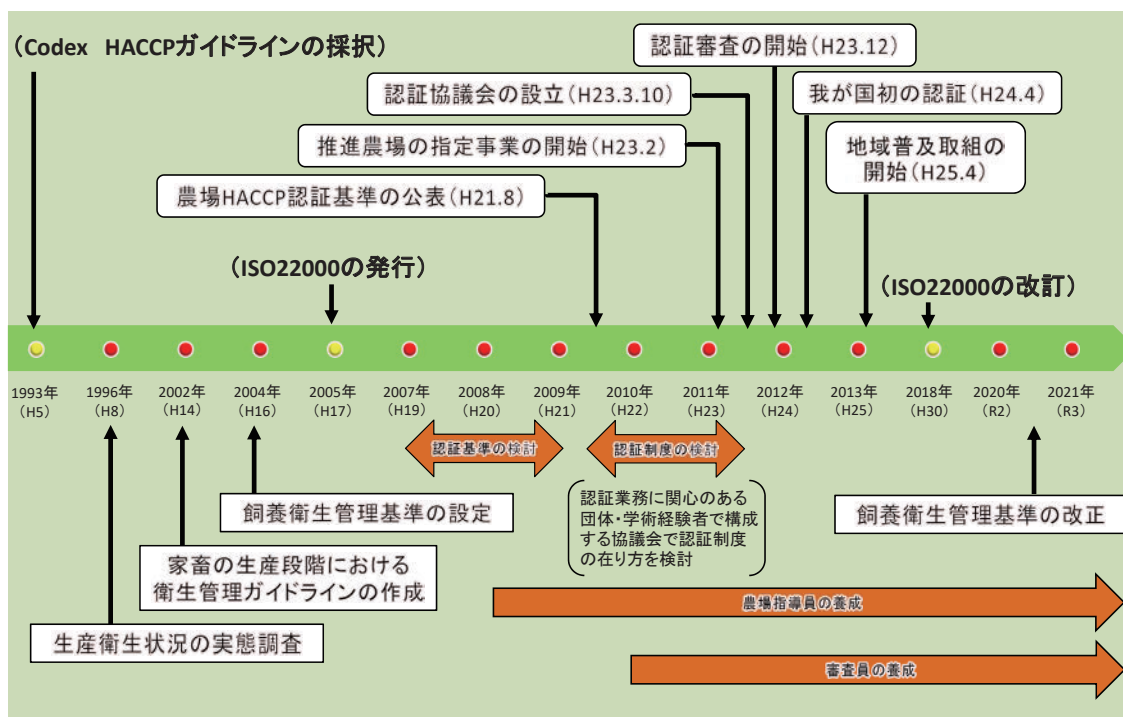 (Codex HACCPガイドラインの採択)
認証審査の開始(H23.12)
認証協議会の設立(H23.3.10)
我が国初の認証(H24.4)
推進農場の指定事業の開始(H23.2)
地域普及取組の
開始(H25.4)
農場HACCP認証基準の公表(H21.8)
(ISO22000の発行)
(ISO22000の改訂)
1993年
(H5)
1996年
(H8)
2002年
(H14)
2004年
(H16)
2005年
(H17)
2007年
(H19)
2008年
(H20)
2009年
(H21)
2010年
(H22)
2011年
(H23)
2012年
(H24)
2013年
(H25)
2018年
(H30)
2020年
(R2)
2021年
(R3)
認証基準の検討
認証制度の検討
認証業務に関心のある
団体・学術経験者で構成
する協議会で認証制度
の在り方を検討
飼養衛生管理基準の設定
飼養衛生管理基準の改正
家畜の生産段階における
衛生管理ガイドラインの作成
農場指導員の養成
生産衛生状況の実態調査
審査員の養成